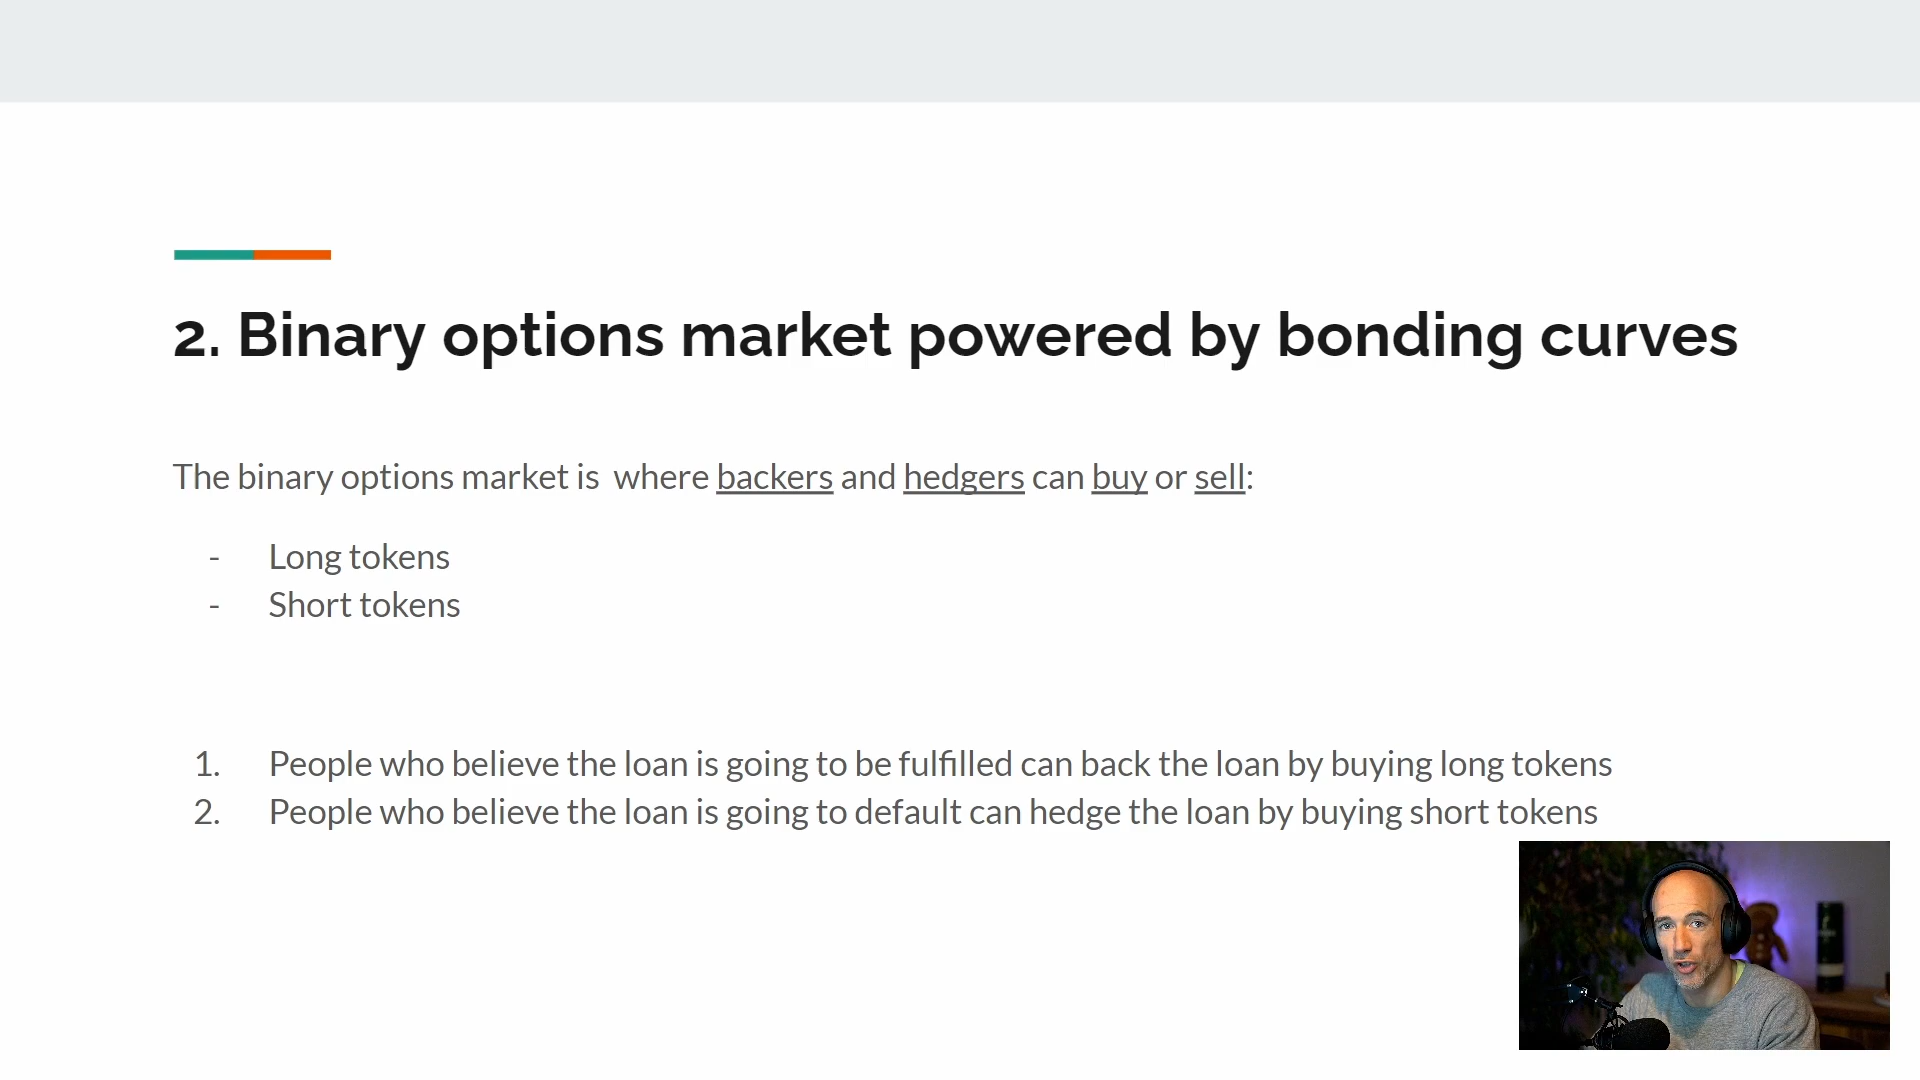 2. Binary options market powered by bonding curves
The binary options market is  where backers and hedgers can buy or sell:
- Long tokens
- Short tokens
1. People who believe the loan is going to be fulfilled can back the loan by buying long tokens
2. People who believe the loan is going to default can hedge the loan by buying short tokens